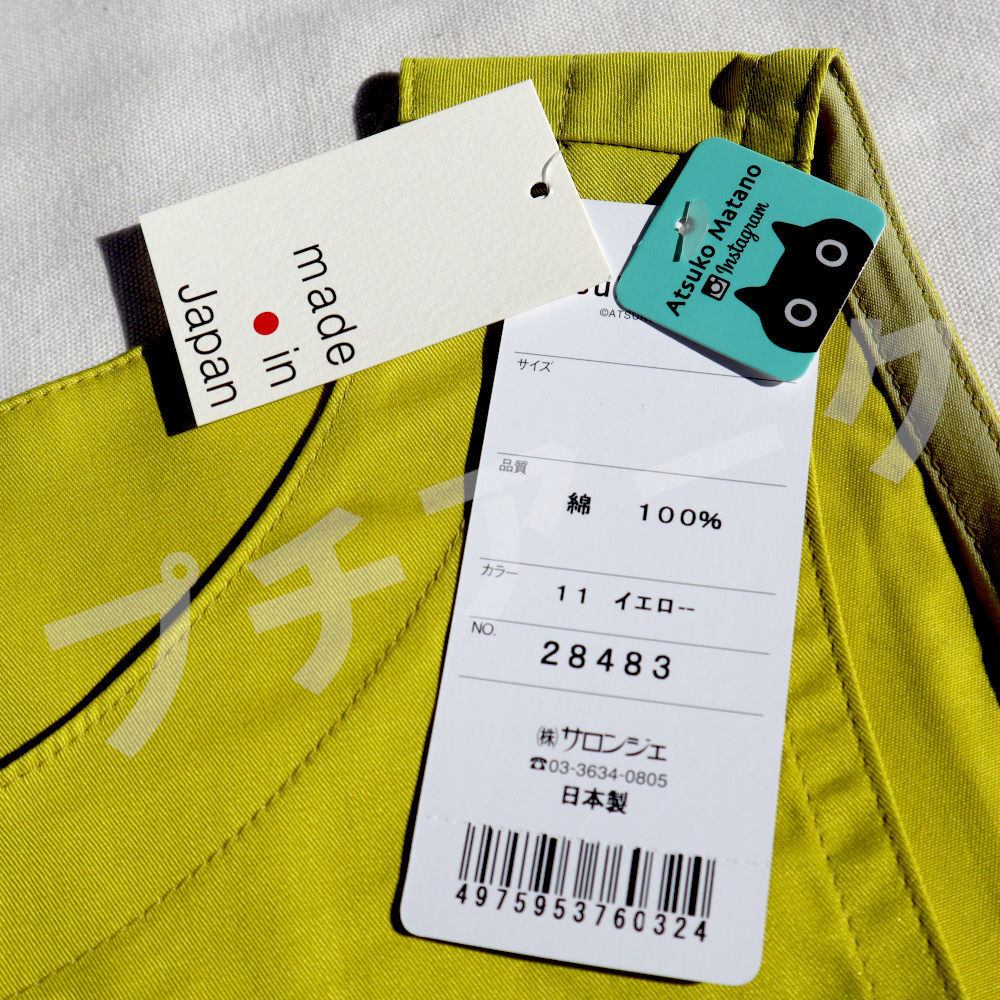 made
in
Japan
Atsuko Matano
Instagram
©ATSU
サイズ
品質
綿 100%
カラー
11 イエロー
NO.
28483
㈱サロンジェ
☎03-3634-0805
日本製
4975953760324
プチアーク